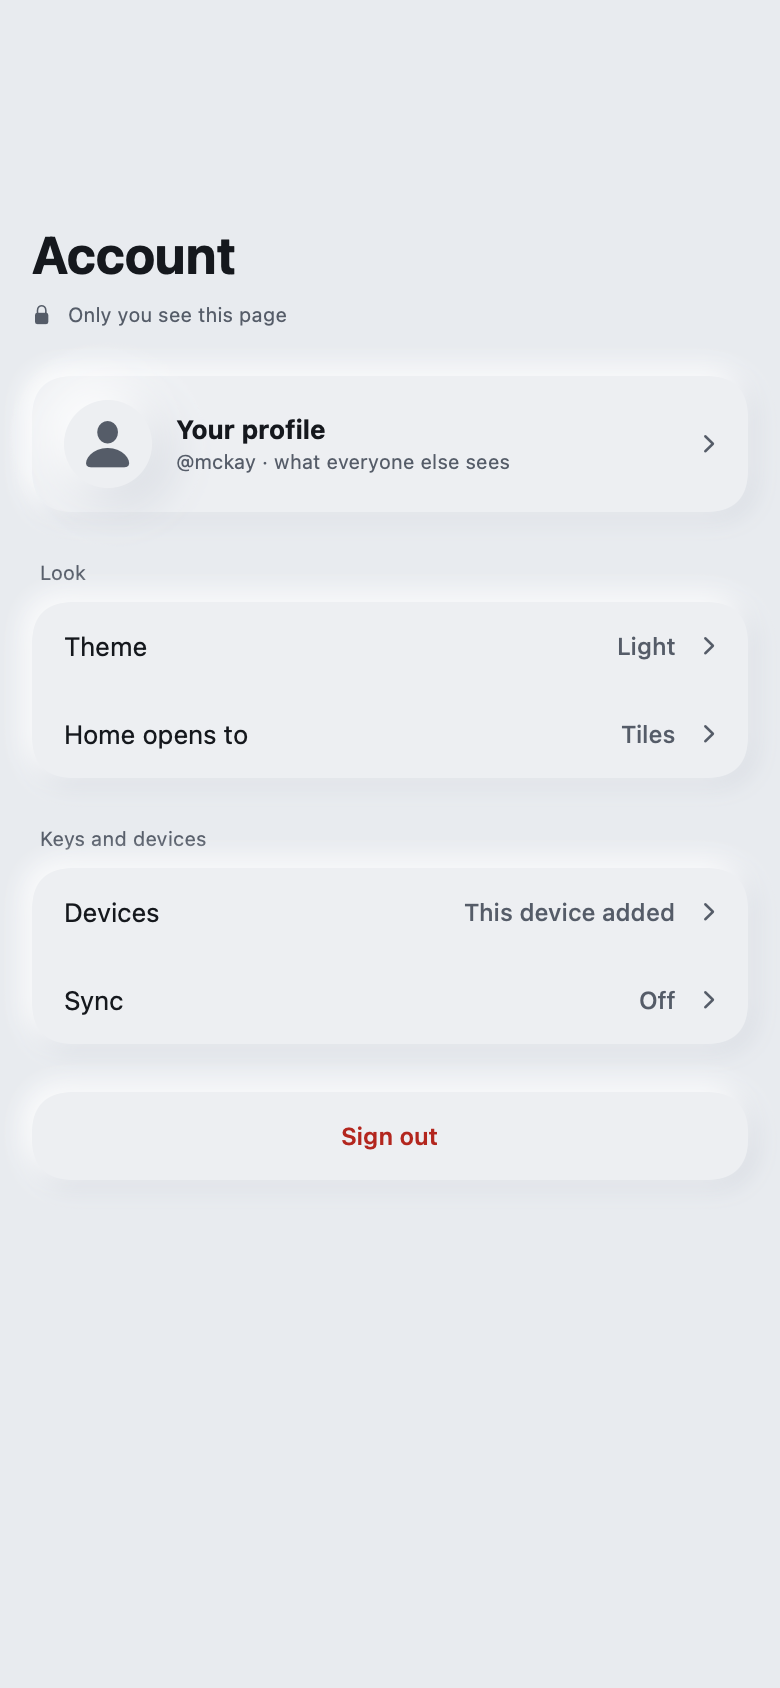 Account
Only you see this page
Your profile
@mckay · what everyone else sees
Look
Theme Light
Home opens to Tiles
Keys and devices
Devices This device added
Sync Off
Sign out